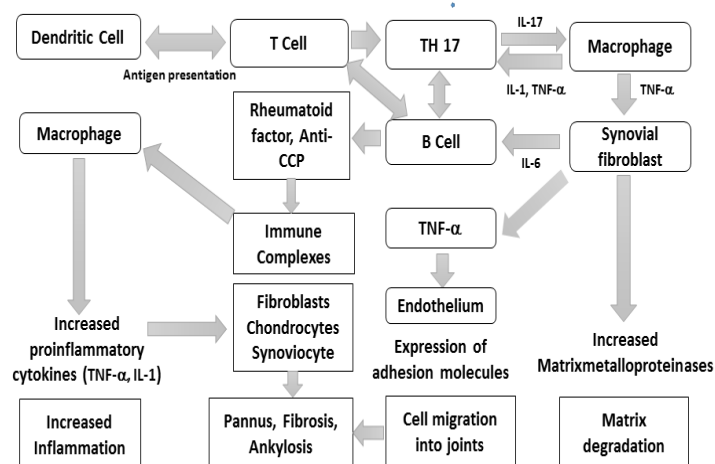 Dendritic Cell
Antigen presentation
T Cell
TH 17
IL-17
IL-1, TNF-α
Macrophage
TNF-α
Macrophage
Rheumatoid
factor, Anti-
CCP
B Cell
IL-6
Synovial
fibroblast
Immune
Complexes
TNF-α
Endothelium
Increased
proinflammatory
cytokines (TNF-α, IL-1)
Fibroblasts
Chondrocytes
Synoviocyte
Expression of
adhesion molecules
Increased
Matrixmetalloproteinases
Increased
Inflammation
Pannus, Fibrosis,
Ankylosis
Cell migration
into joints
Matrix
degradation